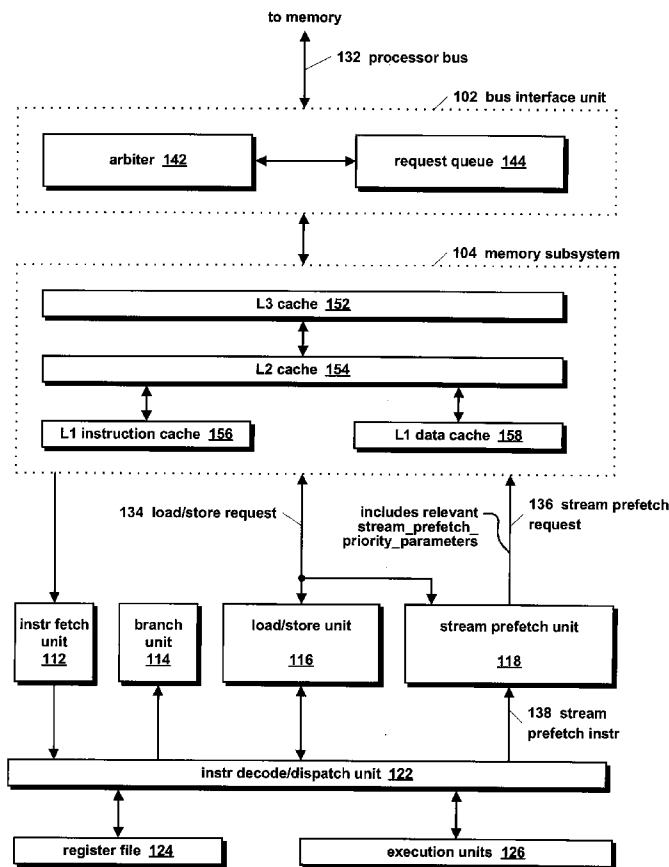 to memory
132 processor bus
102 bus interface unit
arbiter 142
request queue 144
104 memory subsystem
L3 cache 152
L2 cache 154
L1 instruction cache 156
L1 data cache 158
134 load/store request
includes relevant
stream_prefetch_
priority_parameters
136 stream prefetch
request
instr fetch
unit
112
branch
unit
114
load/store unit
116
stream prefetch unit
118
138 stream
prefetch instr
instr decode/dispatch unit 122
register file 124
execution units 126